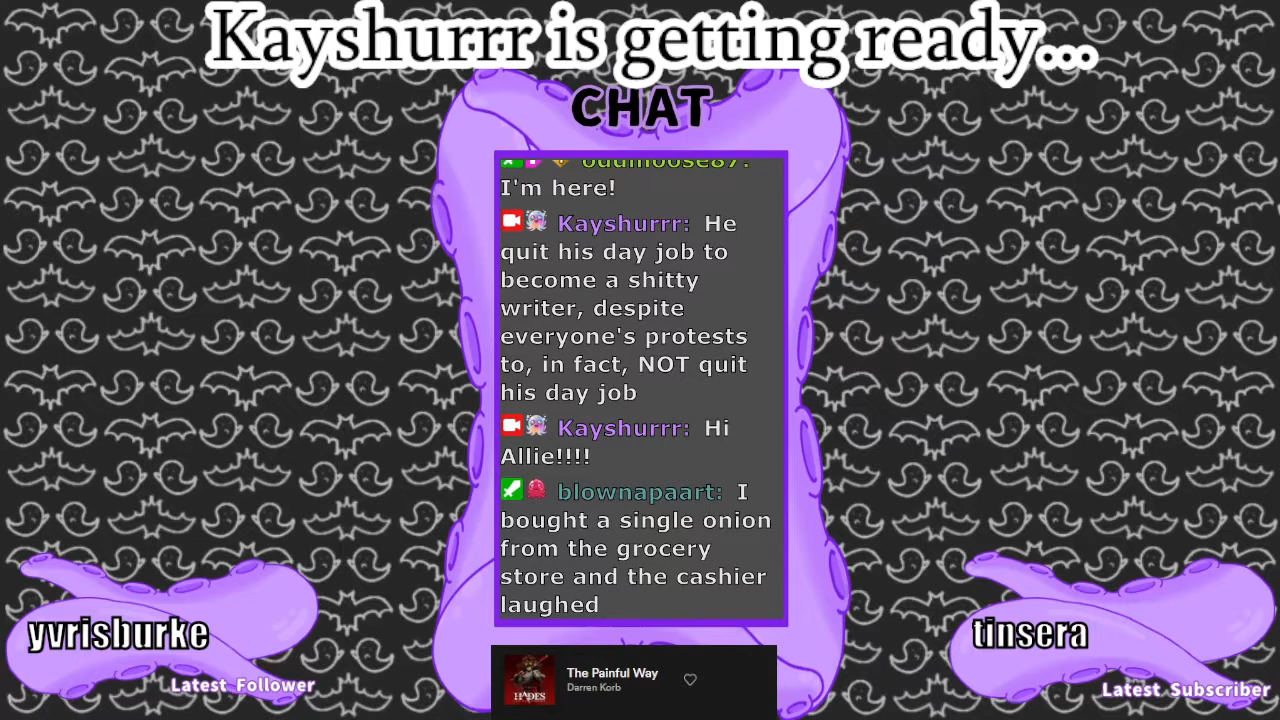 Kayshurrr is getting ready...
CHAT
oddmoose87:
I'm here!
Kayshurrr: He
quit his day job to
become a shitty
writer, despite
everyone's protests
to, in fact, NOT quit
his day job
Kayshurrr: Hi
Allie!!!!
blownapaart: I
bought a single onion
from the grocery
store and the cashier
laughed
yvrisburke
Latest Follower
tinsera
Latest Subscriber
HADES
The Painful Way
Darren Korb